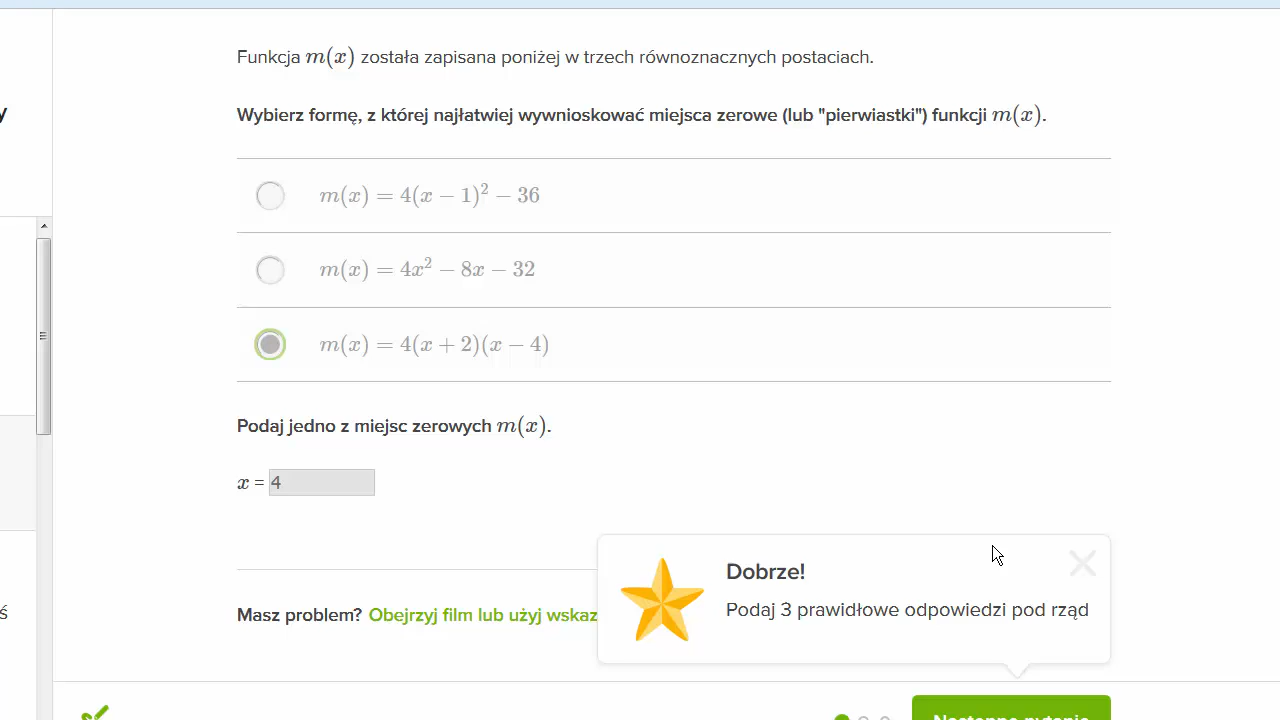 Funkcja m(x) została zapisana poniżej w trzech równoznacznych postaciach.
Wybierz formę, z której najłatwiej wywnioskować miejsca zerowe (lub "pierwiastki") funkcji m(x).
m(x) = 4(x − 1)² − 36
m(x) = 4x² − 8x − 32
m(x) = 4(x + 2)(x − 4)
Podaj jedno z miejsc zerowych m(x).
x = 4
Dobrze!
Podaj 3 prawidłowe odpowiedzi pod rząd
Masz problem? Obejrzyj film lub użyj wskaz
Następne pytanie